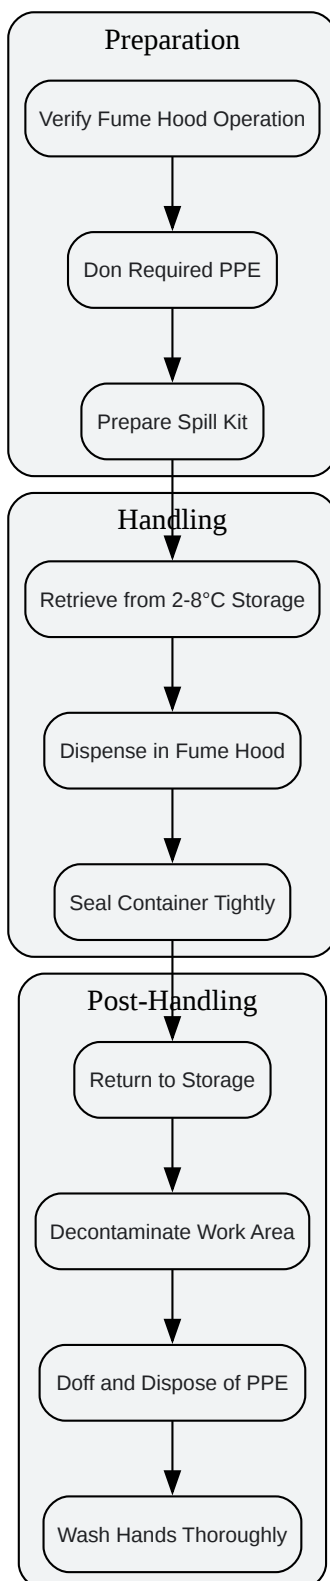 Preparation
Verify Fume Hood Operation
Don Required PPE
Prepare Spill Kit
Handling
Retrieve from 2-8°C Storage
Dispense in Fume Hood
Seal Container Tightly
Post-Handling
Return to Storage
Decontaminate Work Area
Doff and Dispose of PPE
Wash Hands Thoroughly